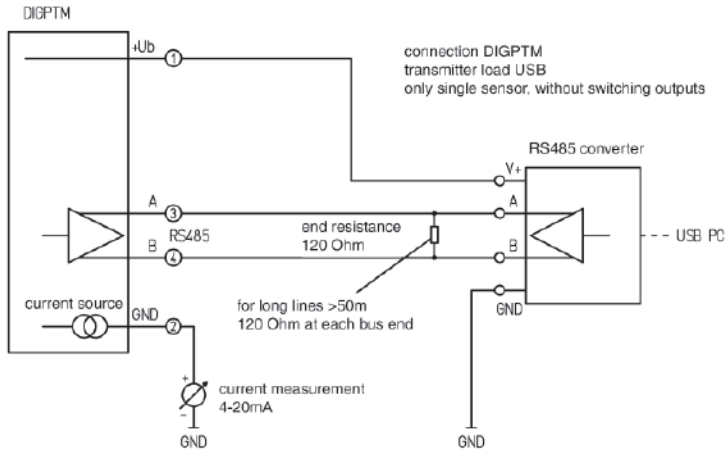 DIGPTM
+Ub
1
connection DIGPTM
transmitter load USB
only single sensor, without switching outputs
RS485 converter
V+
A
3
RS485
B
4
end resistance
120 Ohm
A
B
USB PC
for long lines >50m
120 Ohm at each bus end
GND
current source
GND
2
+
-
current measurement
4-20mA
GND
GND